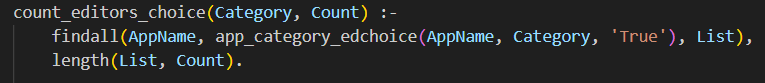 count_editors_choice(Category, Count) :-
    findall(AppName, app_category_edchoice(AppName, Category, 'True'), List),
    length(List, Count).